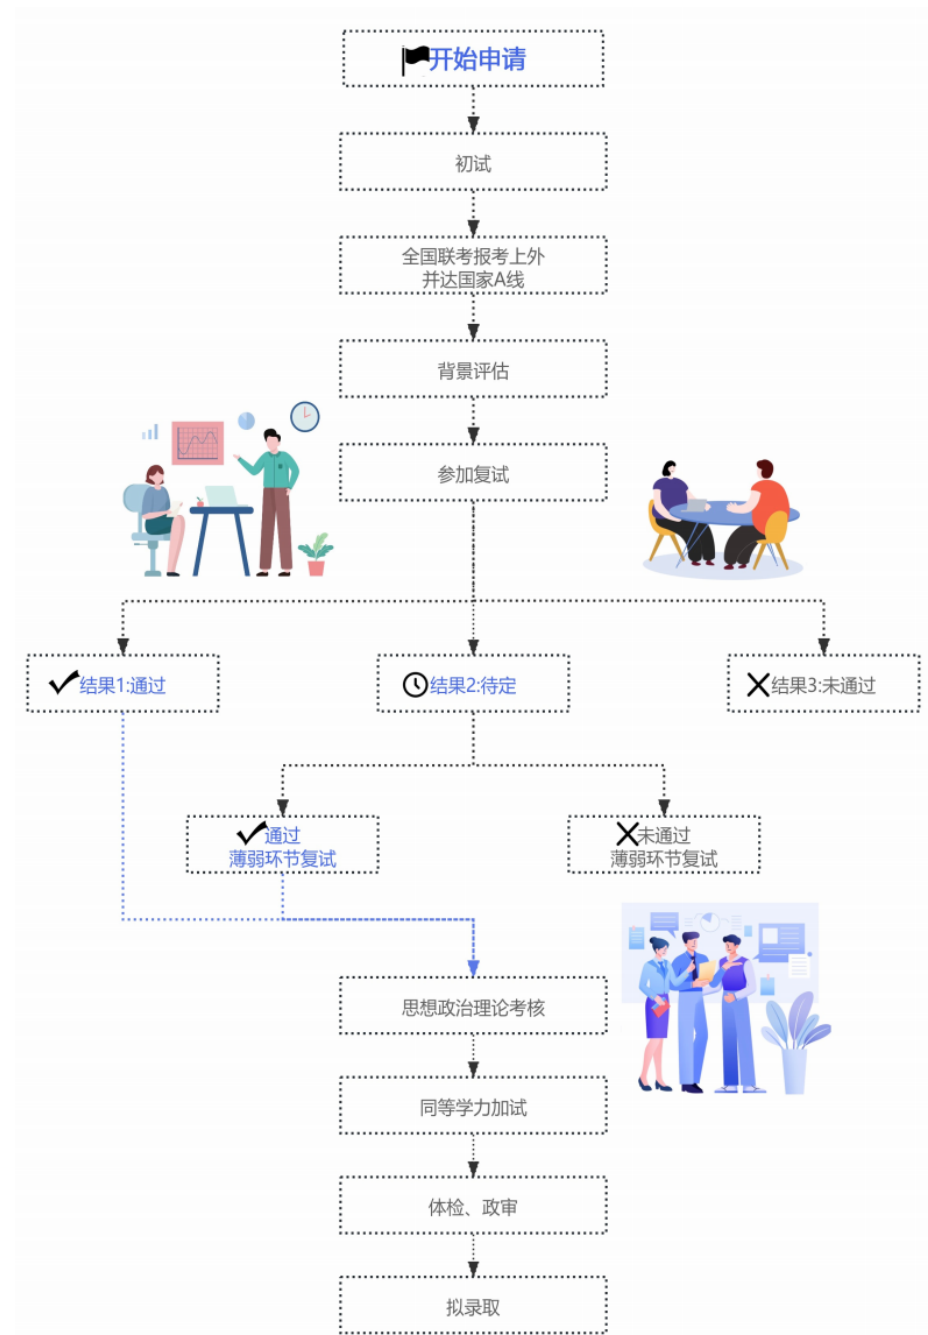 开始申请
初试
全国联考报考上外
并达国家A线
背景评估
参加复试
结果1:通过
结果2:待定
结果3:未通过
通过
薄弱环节复试
未通过
薄弱环节复试
思想政治理论考核
同等学力加试
体检、政审
拟录取